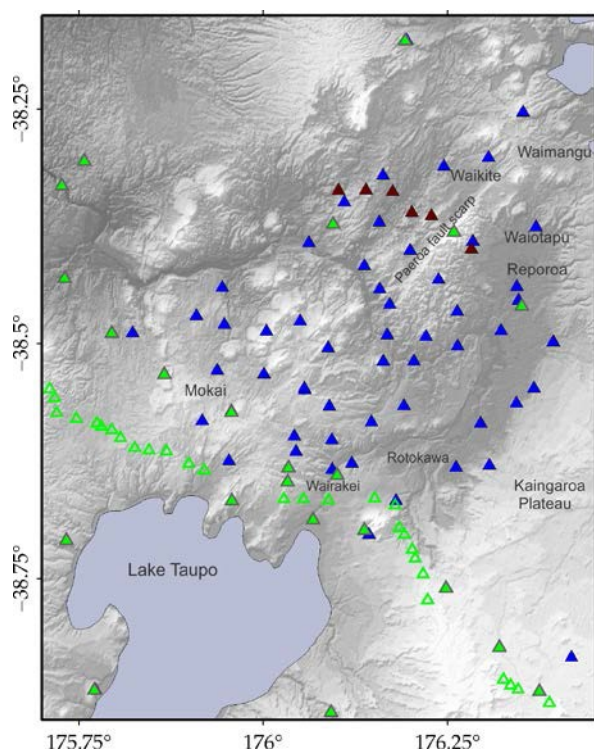 −38.25°
Waimangu
Waikite
Paeroa fault scarp
Waiotapu
Reporoa
−38.5°
Mokai
Rotokawa
Wairakei
Kaingaroa
Plateau
Lake Taupo
−38.75°
175.75° 176° 176.25°